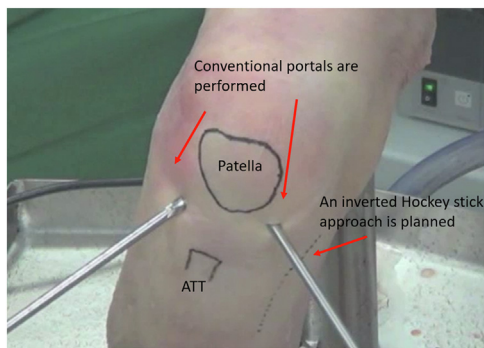 Conventional portals are
performed
Patella
An inverted Hockey stick
approach is planned
ATT